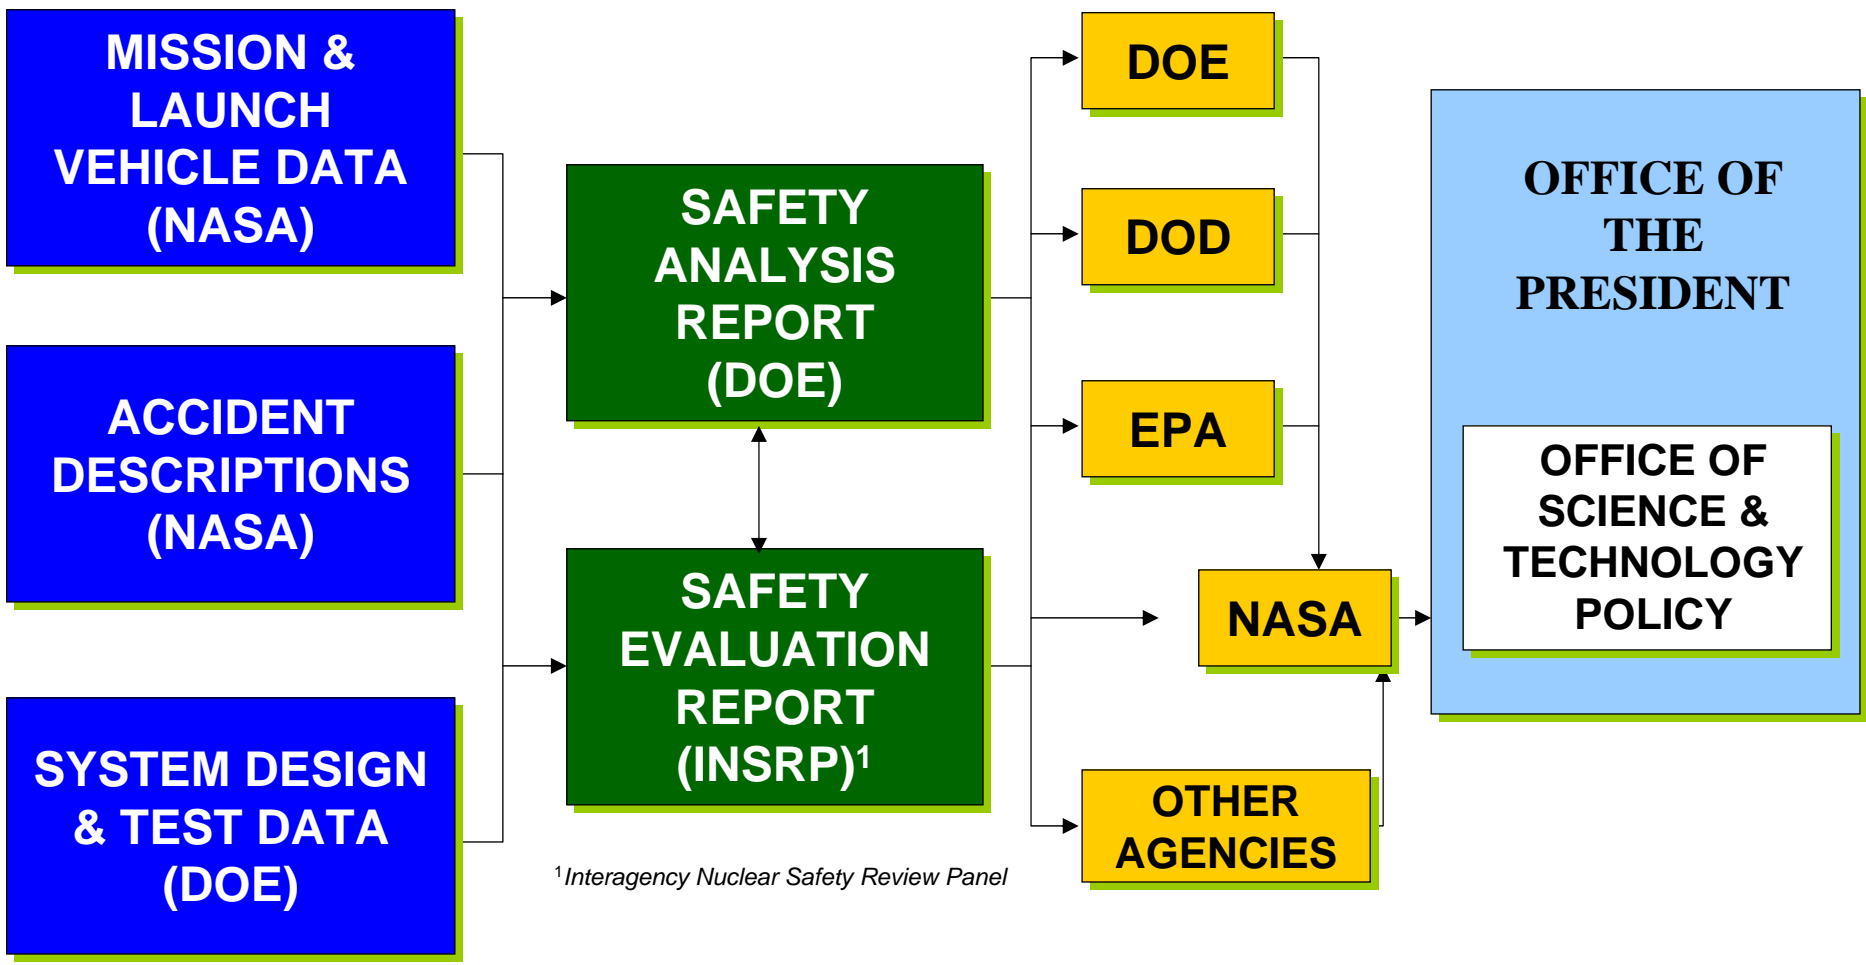 MISSION &
LAUNCH
VEHICLE DATA
(NASA)
ACCIDENT
DESCRIPTIONS
(NASA)
SYSTEM DESIGN
& TEST DATA
(DOE)
SAFETY
ANALYSIS
REPORT
(DOE)
SAFETY
EVALUATION
REPORT
(INSRP)¹
¹Interagency Nuclear Safety Review Panel
DOE
DOD
EPA
NASA
OTHER
AGENCIES
OFFICE OF
THE
PRESIDENT
OFFICE OF
SCIENCE &
TECHNOLOGY
POLICY